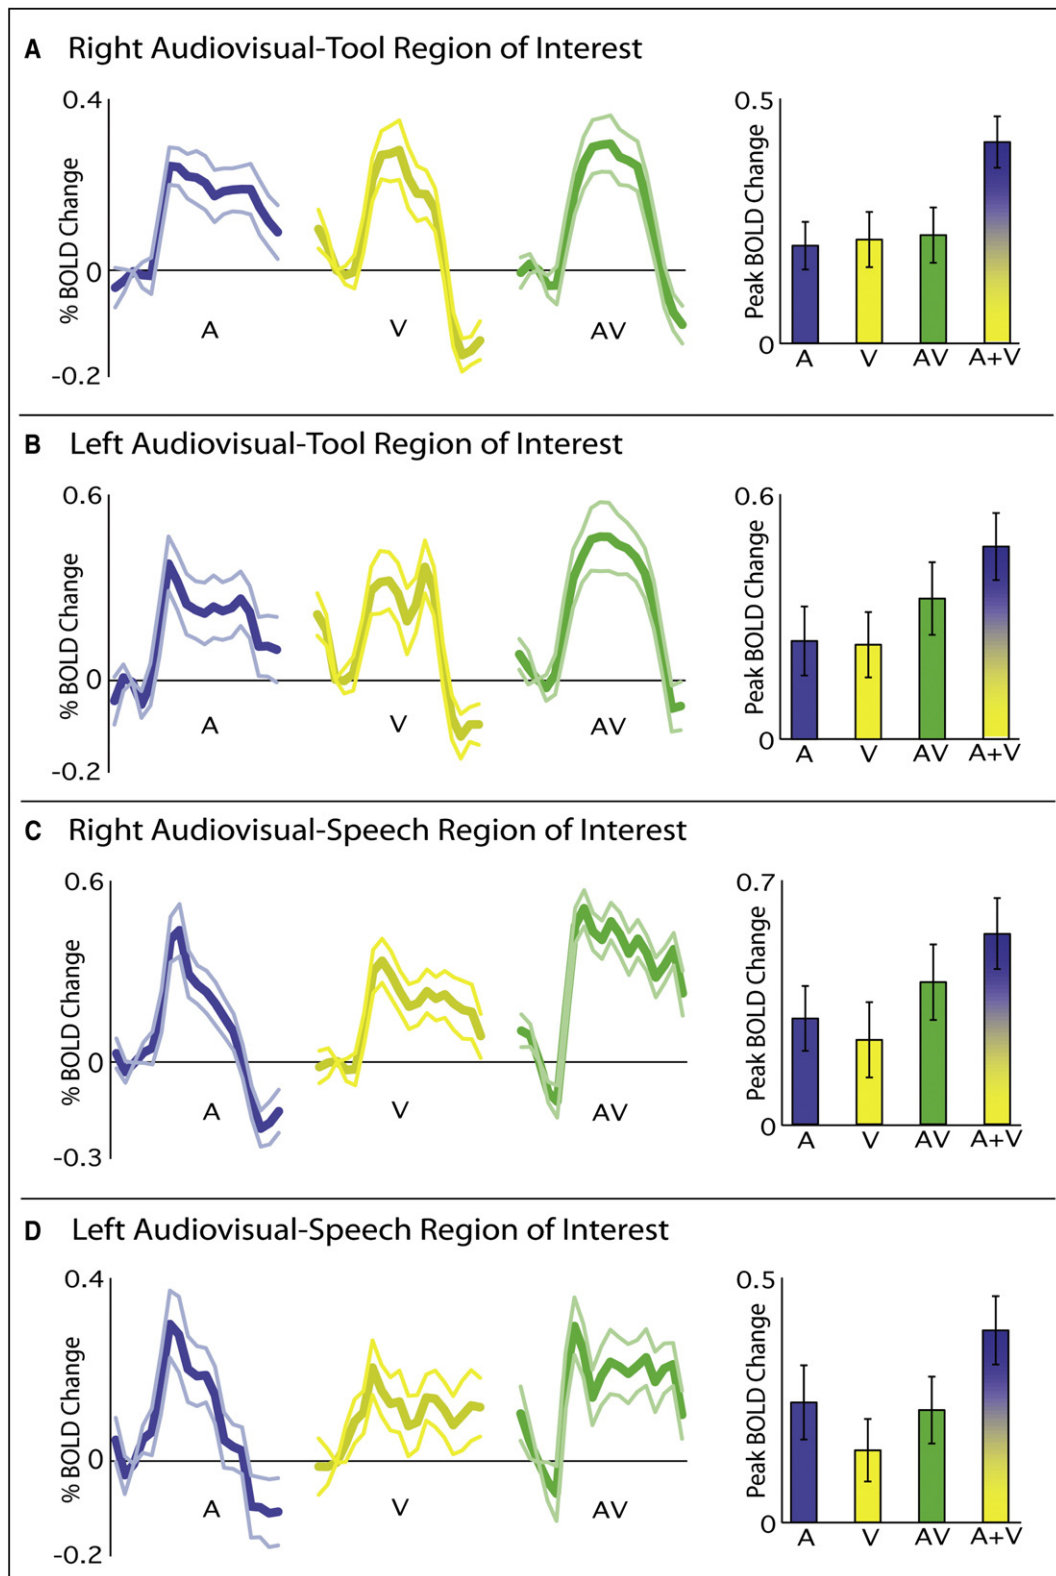 A Right Audiovisual-Tool Region of Interest
0.4
% BOLD Change
0
-0.2
A
V
AV
0.5
Peak BOLD Change
0
A
V
AV
A+V
B Left Audiovisual-Tool Region of Interest
0.6
% BOLD Change
0
-0.2
A
V
AV
0.6
Peak BOLD Change
0
A
V
AV
A+V
C Right Audiovisual-Speech Region of Interest
0.6
% BOLD Change
0
-0.3
A
V
AV
0.7
Peak BOLD Change
0
A
V
AV
A+V
D Left Audiovisual-Speech Region of Interest
0.4
% BOLD Change
0
-0.2
A
V
AV
0.5
Peak BOLD Change
0
A
V
AV
A+V